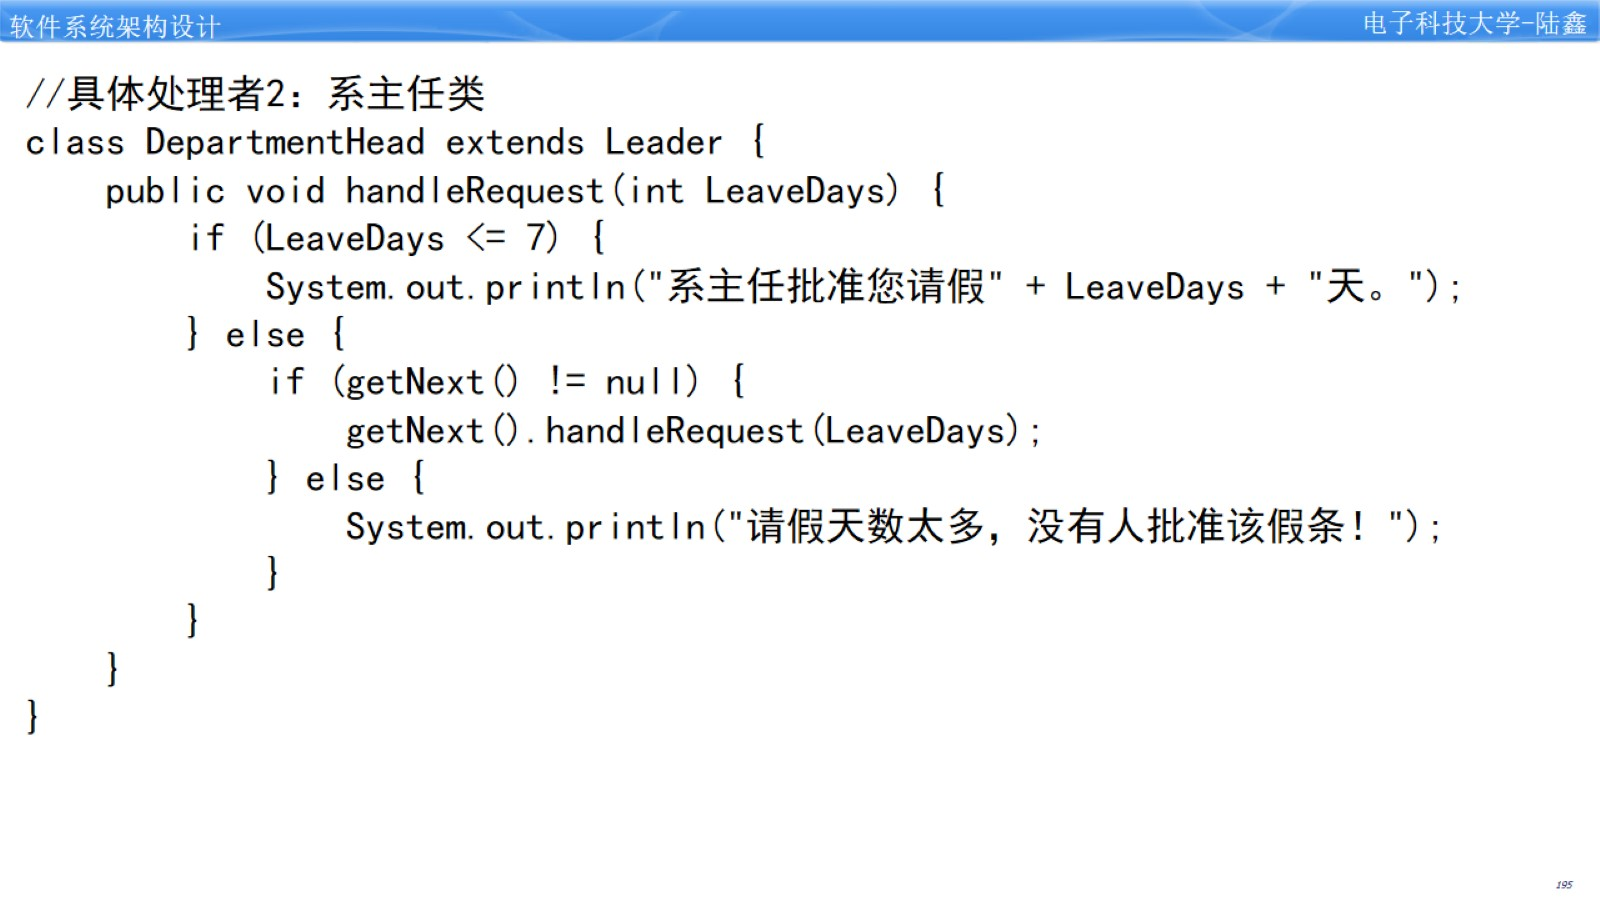 软件系统架构设计
电子科技大学-陆鑫
//具体处理者2：系主任类
class DepartmentHead extends Leader {
    public void handleRequest(int LeaveDays) {
        if (LeaveDays <= 7) {
            System.out.println("系主任批准您请假" + LeaveDays + "天。");
        } else {
            if (getNext() != null) {
                getNext().handleRequest(LeaveDays);
            } else {
                System.out.println("请假天数太多，没有人批准该假条！");
            }
        }
    }
}
195